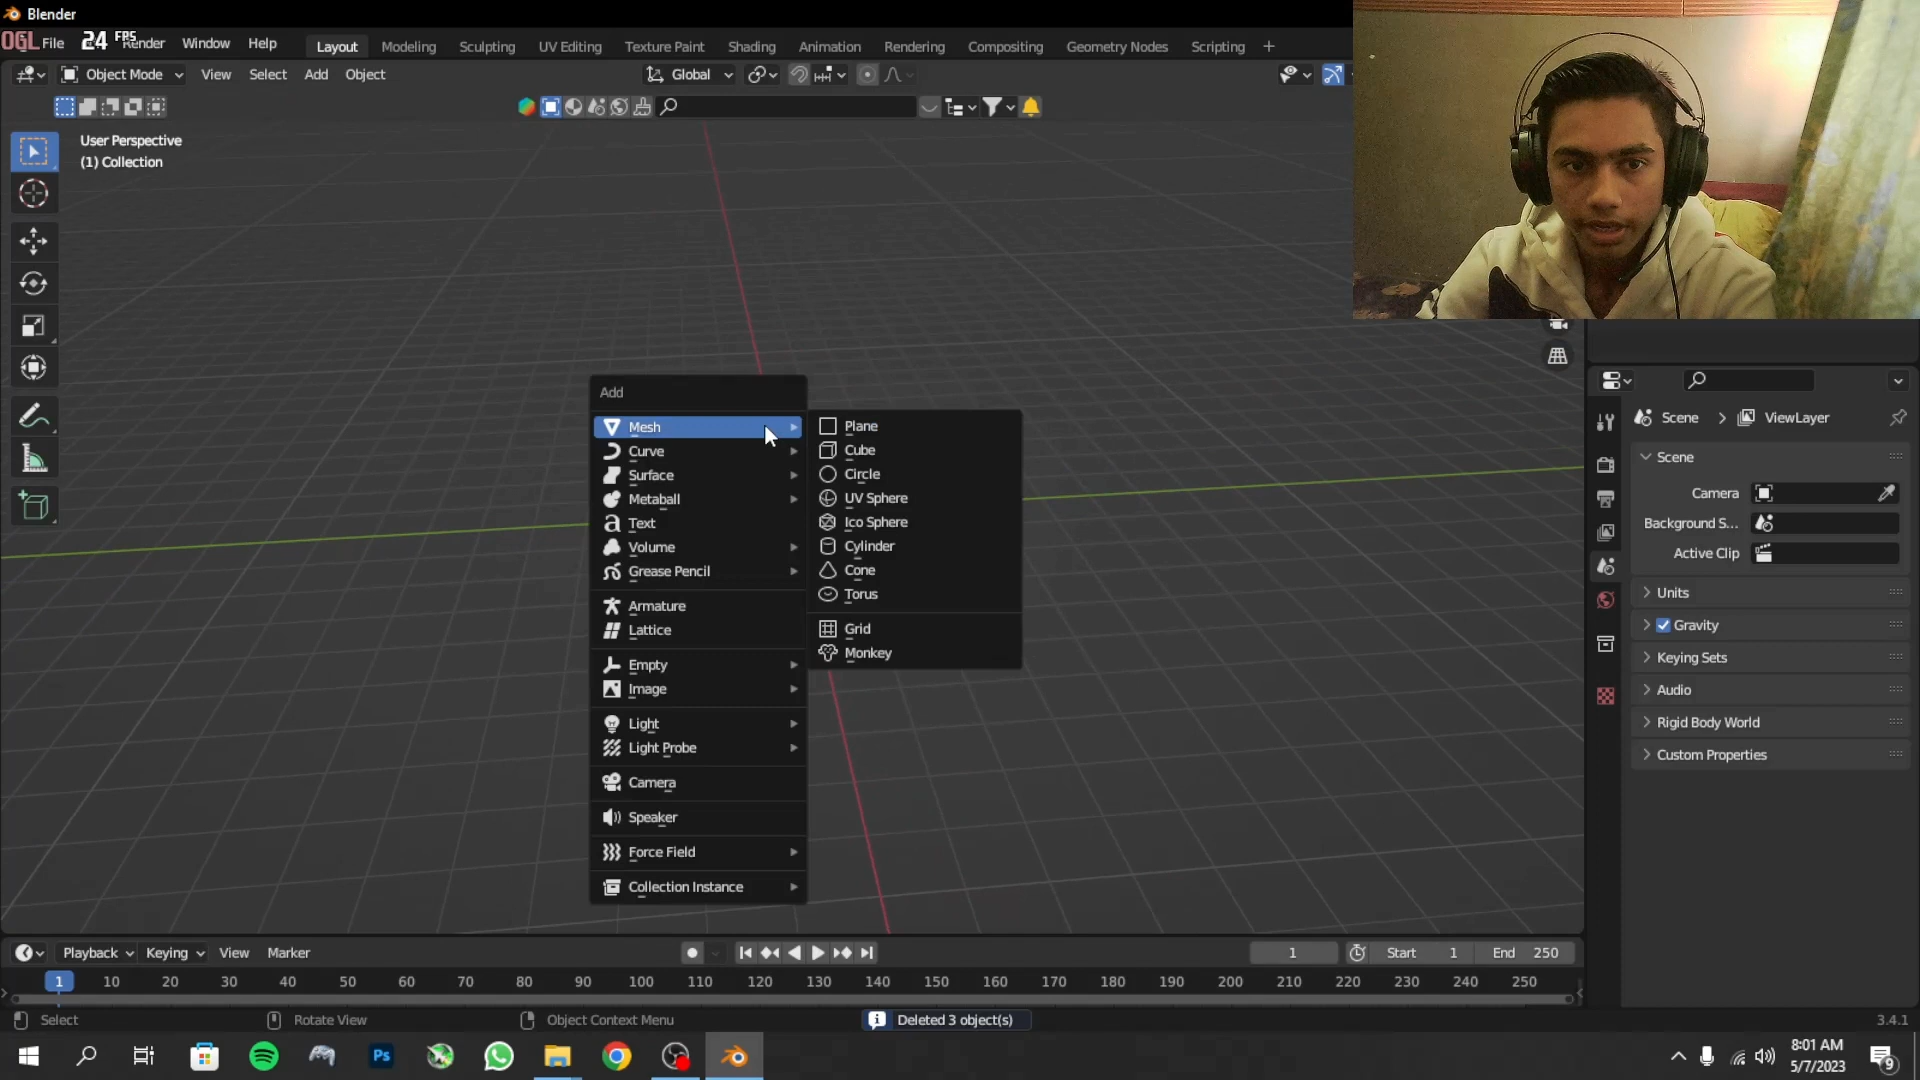 Blender
OGL File 24 FPS Render Window Help Layout Modeling Sculpting UV Editing Texture Paint Shading Animation Rendering Compositing Geometry Nodes Scripting +
Object Mode View Select Add Object Global
User Perspective
(1) Collection
Add
Mesh
Curve
Surface
Metaball
Text
Volume
Grease Pencil
Armature
Lattice
Empty
Image
Light
Light Probe
Camera
Speaker
Force Field
Collection Instance
Plane
Cube
Circle
UV Sphere
Ico Sphere
Cylinder
Cone
Torus
Grid
Monkey
Scene > ViewLayer
Scene
Camera
Background S...
Active Clip
Units
Gravity
Keying Sets
Audio
Rigid Body World
Custom Properties
Playback Keying View Marker 1 Start 1 End 250
1 10 20 30 40 50 60 70 80 90 100 110 120 130 140 150 160 170 180 190 200 210 220 230 240 250
Select Rotate View Object Context Menu Deleted 3 object(s) 3.4.1
Ps
8:01 AM
5/7/2023
9